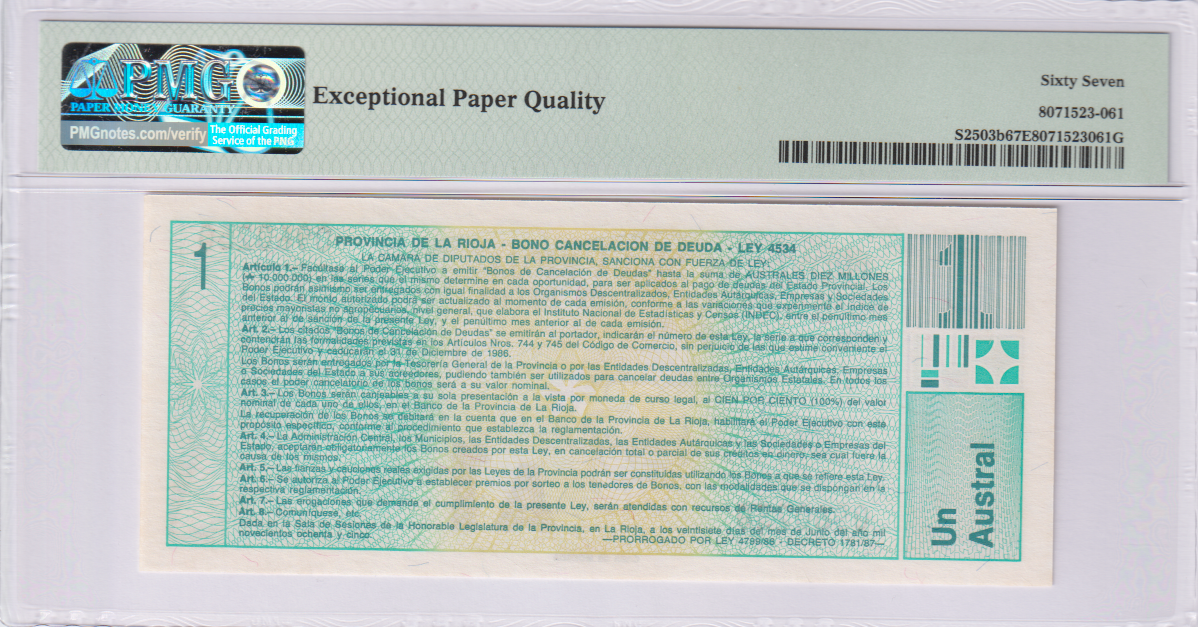 PMG
PAPER MONEY GUARANTY
PMGnotes.com/verify
The Official Grading
Service of the PNG
Exceptional Paper Quality
Sixty Seven
8071523-061
S2503b67E8071523061G
1
PROVINCIA DE LA RIOJA - BONO CANCELACION DE DEUDA - LEY 4534
LA CAMARA DE DIPUTADOS DE LA PROVINCIA, SANCIONA CON FUERZA DE LEY:
Artículo 1.– Facúltase al Poder Ejecutivo a emitir "Bonos de Cancelación de Deudas" hasta la suma de AUSTRALES DIEZ MILLONES
(₳ 10.000.000) en las series que el mismo determine en cada oportunidad, para ser aplicados al pago de deudas del Estado Provincial. Los
Bonos podrán asimismo ser entregados con igual finalidad a los Organismos Descentralizados, Entidades Autárquicas, Empresas y Sociedades
del Estado. El monto autorizado podrá ser actualizado al momento de cada emisión, conforme a las variaciones que experimente el índice de
precios mayoristas no agropecuarios, nivel general, que elabora el Instituto Nacional de Estadísticas y Censos (INDEC), entre el penúltimo mes
anterior al de sanción de la presente Ley, y el penúltimo mes anterior al de cada emisión.
Art. 2.– Los citados "Bonos de Cancelación de Deudas" se emitirán al portador, indicarán el número de esta Ley, la serie a que corresponden y
contendrán las formalidades previstas en los Artículos Nros. 744 y 745 del Código de Comercio, sin perjuicio de las que estime conveniente el
Poder Ejecutivo y caducarán el 31 de Diciembre de 1986.
Los Bonos serán entregados por la Tesorería General de la Provincia o por las Entidades Descentralizadas, Entidades Autárquicas, Empresas
o Sociedades del Estado a sus acreedores, pudiendo también ser utilizados para cancelar deudas entre Organismos Estatales. En todos los
casos el poder cancelatorio de los bonos será a su valor nominal.
Art. 3.– Los Bonos serán canjeables a su sola presentación a la vista por moneda de curso legal, al CIEN POR CIENTO (100%) del valor
nominal de cada uno de ellos, en el Banco de la Provincia de La Rioja.
La recuperación de los Bonos se debitará en la cuenta que en el Banco de la Provincia de La Rioja, habilitará el Poder Ejecutivo con este
propósito específico, conforme al procedimiento que establezca la reglamentación.
Art. 4.– La Administración Central, los Municipios, las Entidades Descentralizadas, las Entidades Autárquicas y las Sociedades o Empresas del
Estado, aceptarán obligatoriamente los Bonos creados por esta Ley, en cancelación total o parcial de sus créditos en dinero, sea cual fuere la
causa de los mismos.
Art. 5.– Las fianzas y cauciones reales exigidas por las Leyes de la Provincia podrán ser constituidas utilizando los Bonos a que se refiere esta Ley.
Art. 6.– Se autoriza al Poder Ejecutivo a establecer premios por sorteo a los tenedores de Bonos, con las modalidades que se dispongan en la
respectiva reglamentación.
Art. 7.– Las erogaciones que demande el cumplimiento de la presente Ley, serán atendidas con recursos de Rentas Generales.
Art. 8.– Comuníquese, etc.
Dada en la Sala de Sesiones de la Honorable Legislatura de la Provincia, en La Rioja, a los veintisiete días del mes de Junio del año mil
novecientos ochenta y cinco.
—PRORROGADO POR LEY 4789/86 - DECRETO 1781/87—
1
Un
Austral